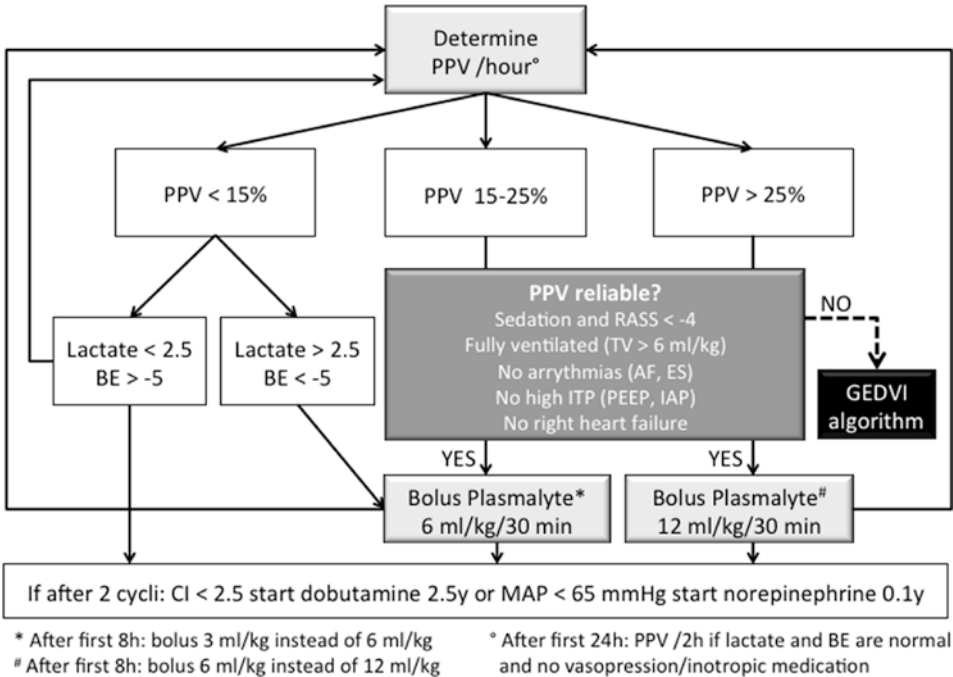 Determine
PPV /hour°
PPV < 15%
PPV 15-25%
PPV > 25%
PPV reliable?
Sedation and RASS < -4
Fully ventilated (TV > 6 ml/kg)
No arrythmias (AF, ES)
No high ITP (PEEP, IAP)
No right heart failure
NO
GEDVI
algorithm
Lactate < 2.5
BE > -5
Lactate > 2.5
BE < -5
YES
YES
Bolus Plasmalyte*
6 ml/kg/30 min
Bolus Plasmalyte#
12 ml/kg/30 min
If after 2 cycli: CI < 2.5 start dobutamine 2.5y or MAP < 65 mmHg start norepinephrine 0.1y
* After first 8h: bolus 3 ml/kg instead of 6 ml/kg
# After first 8h: bolus 6 ml/kg instead of 12 ml/kg
° After first 24h: PPV /2h if lactate and BE are normal
and no vasopression/inotropic medication